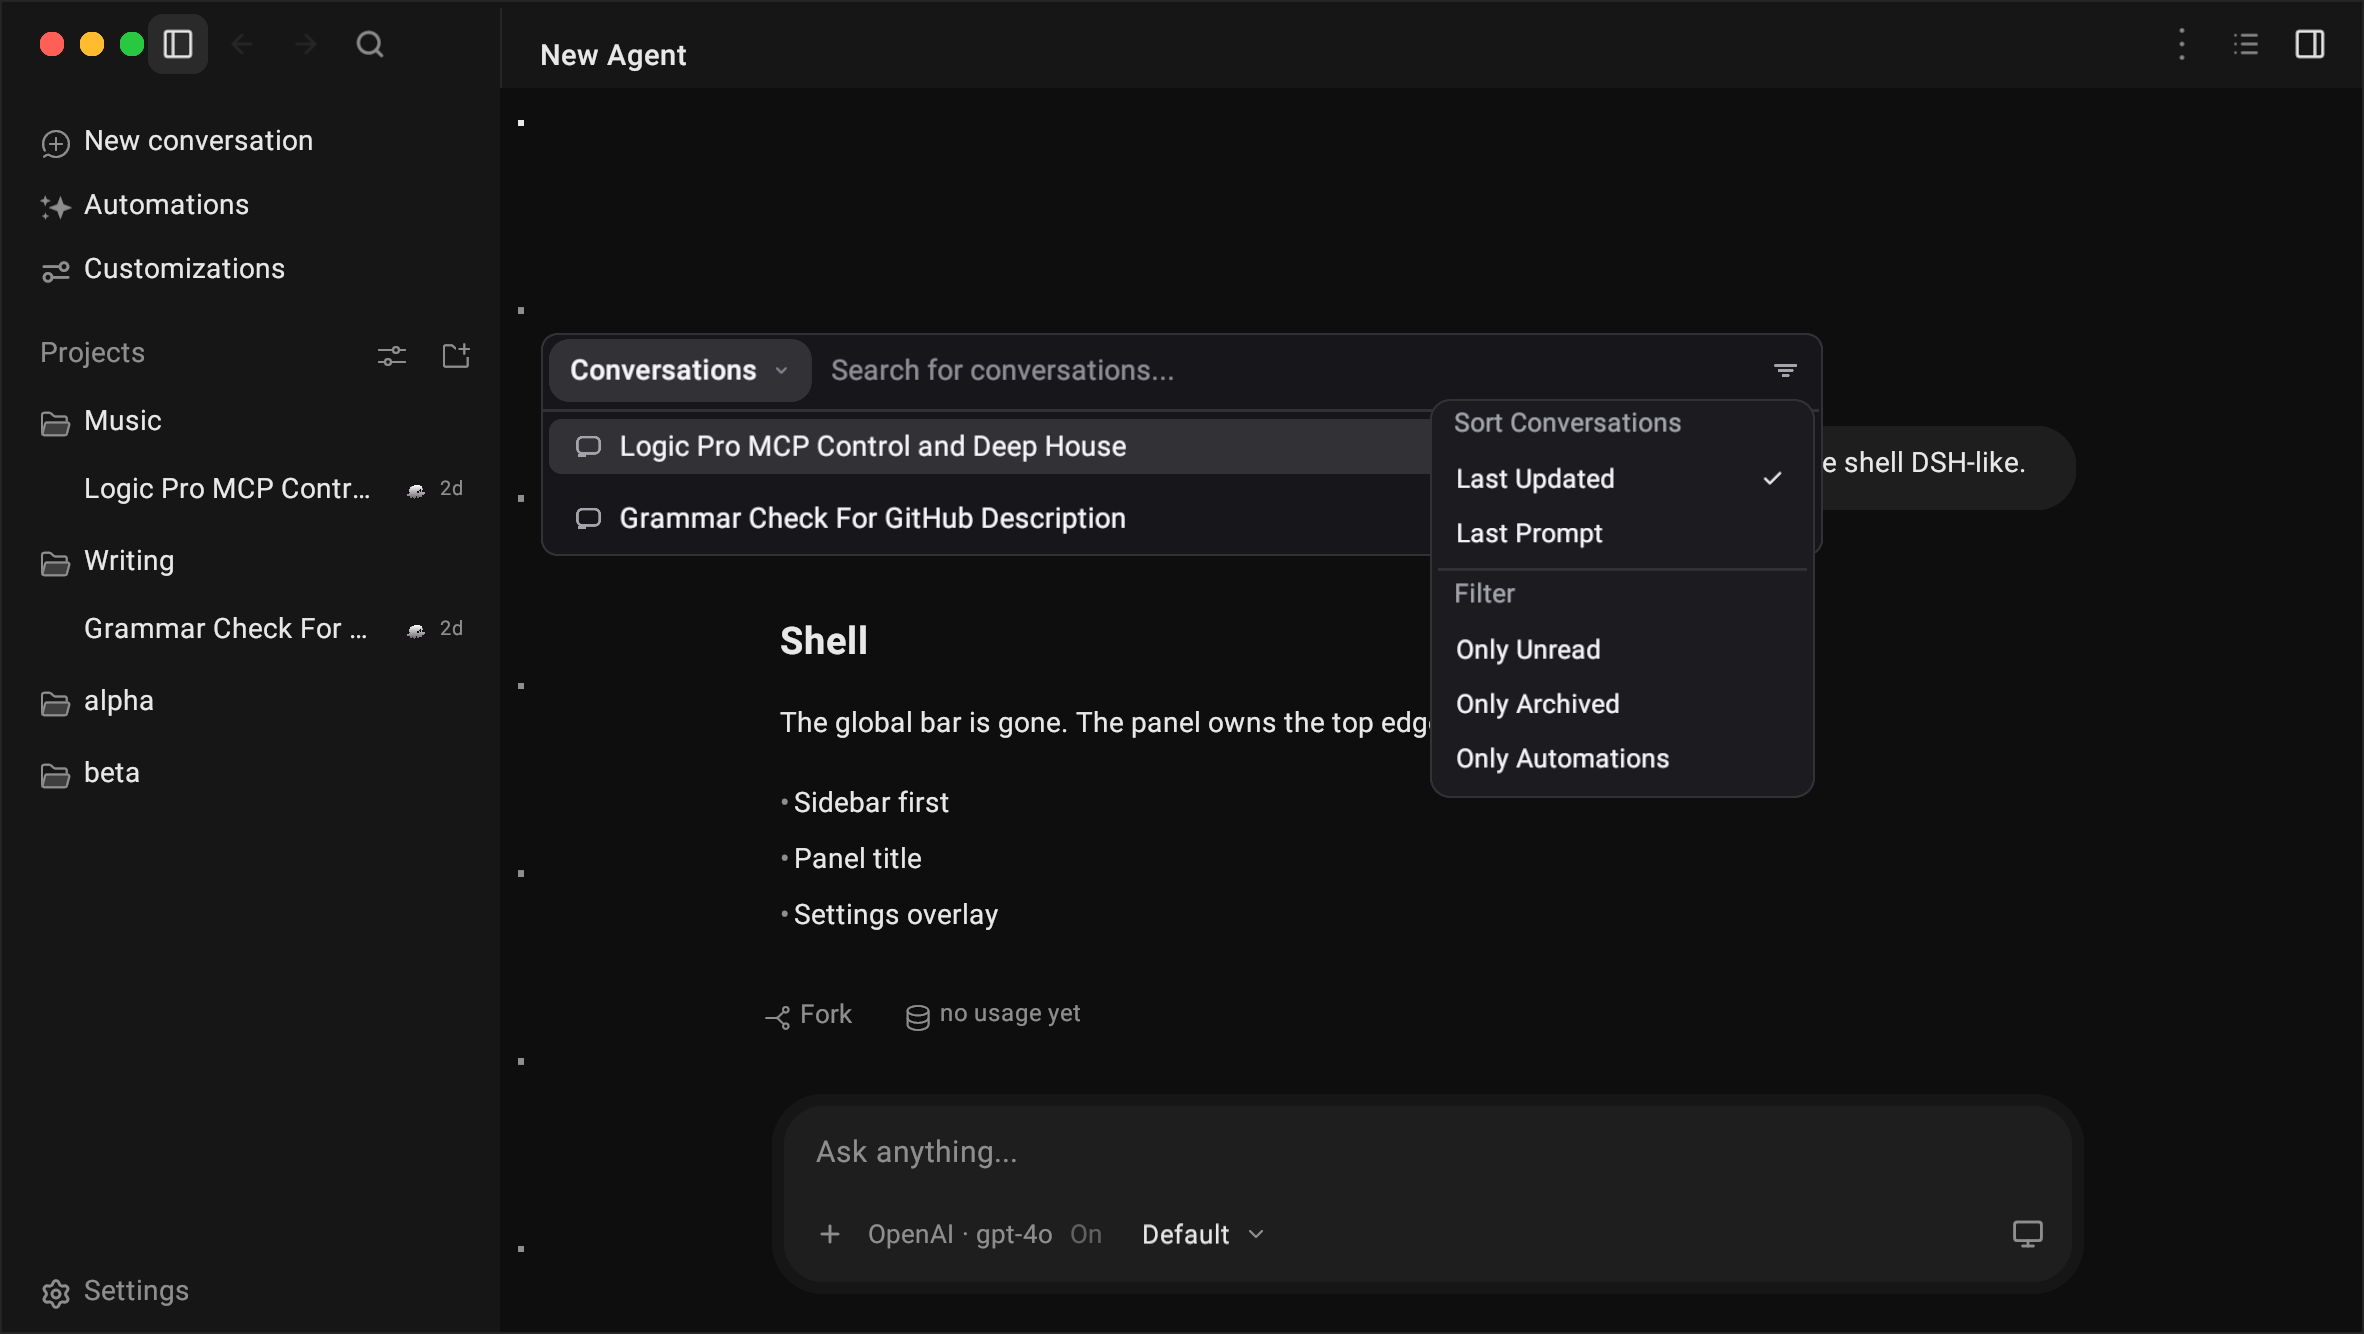 New Agent
New conversation
Automations
Customizations
Projects
Music
Logic Pro MCP Contr... 2d
Writing
Grammar Check For ... 2d
alpha
beta
Settings
Conversations Search for conversations...
Logic Pro MCP Control and Deep House
Grammar Check For GitHub Description
Sort Conversations
Last Updated
Last Prompt
Filter
Only Unread
Only Archived
Only Automations
e shell DSH-like.
Shell
The global bar is gone. The panel owns the top edg
• Sidebar first
• Panel title
• Settings overlay
Fork no usage yet
Ask anything...
OpenAI · gpt-4o On Default